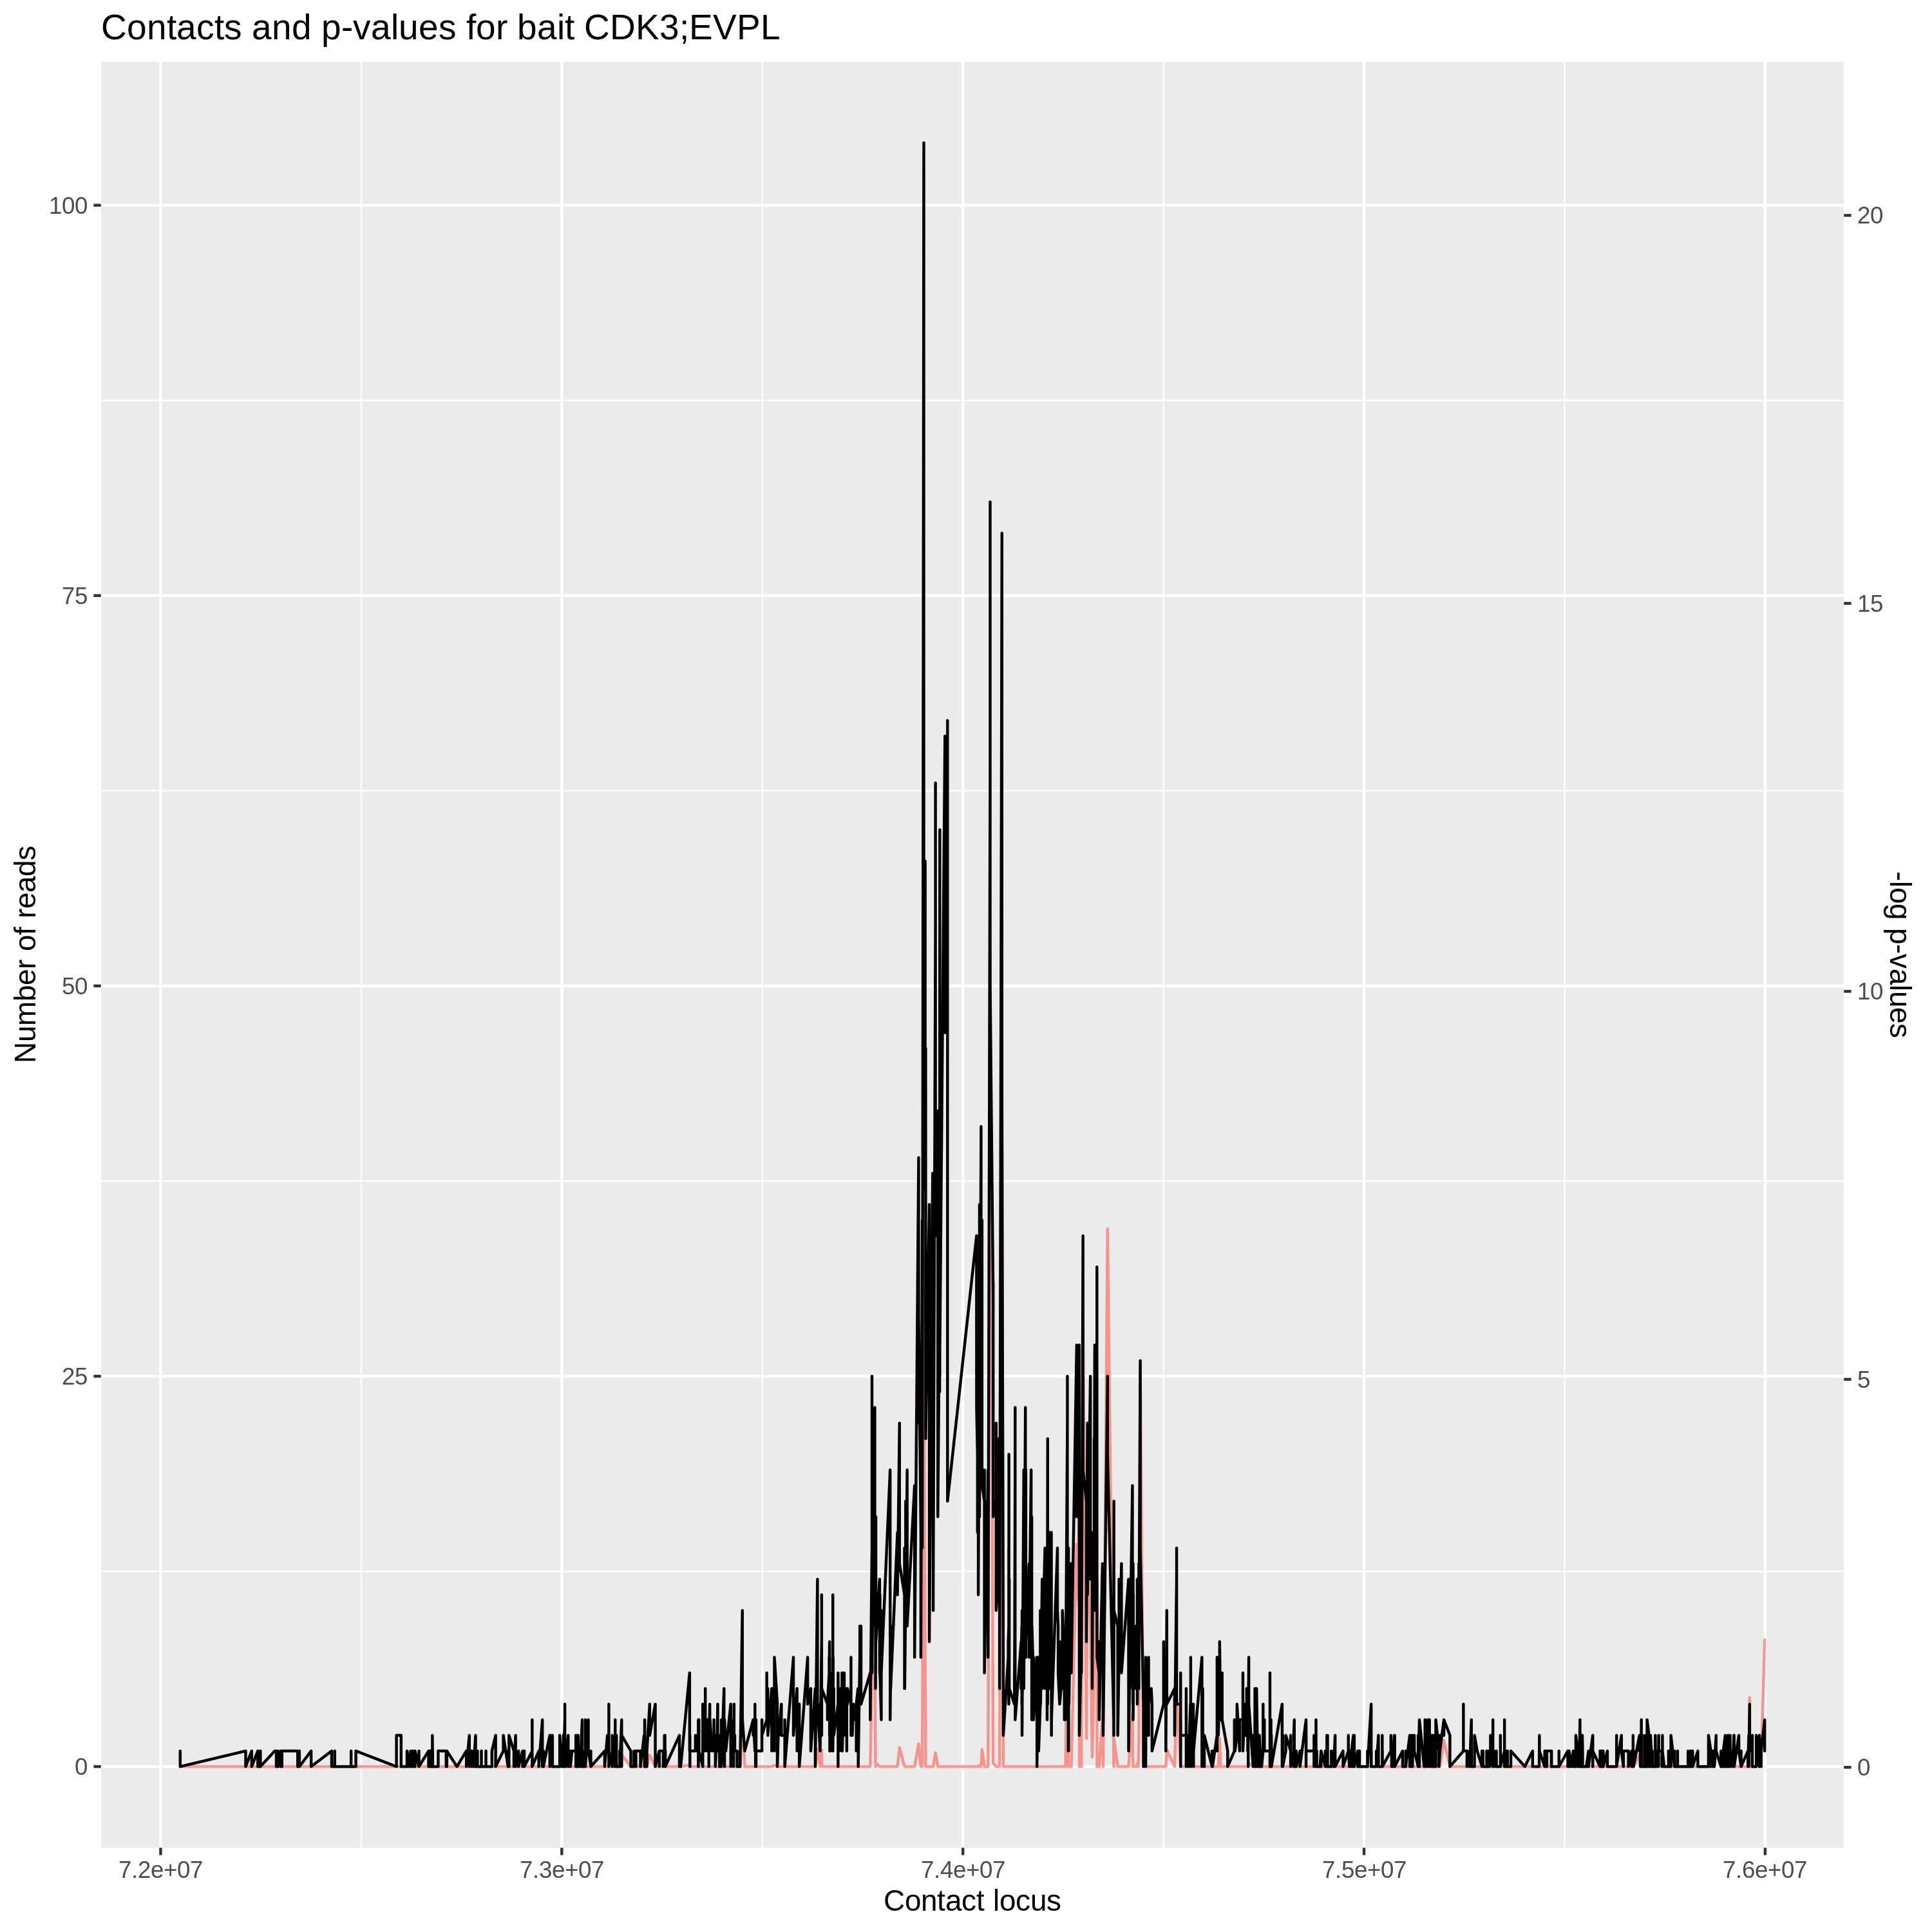 Contacts and p-values for bait CDK3;EVPL
100
75
50
25
0
Number of reads
20
15
10
5
0
-log p-values
7.2e+07 7.3e+07 7.4e+07 7.5e+07 7.6e+07
Contact locus